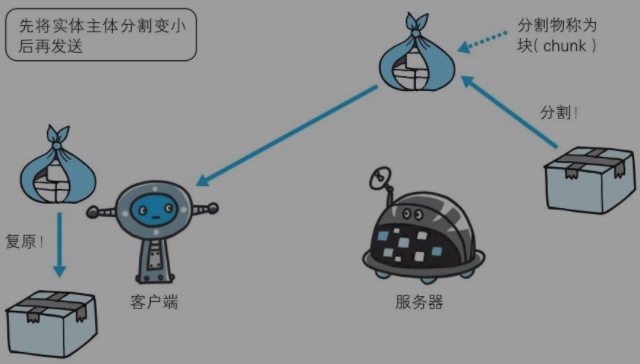 先将实体主体分割变小
后再发送
分割物称为
块( chunk )
分割!
复原!
客户端
服务器